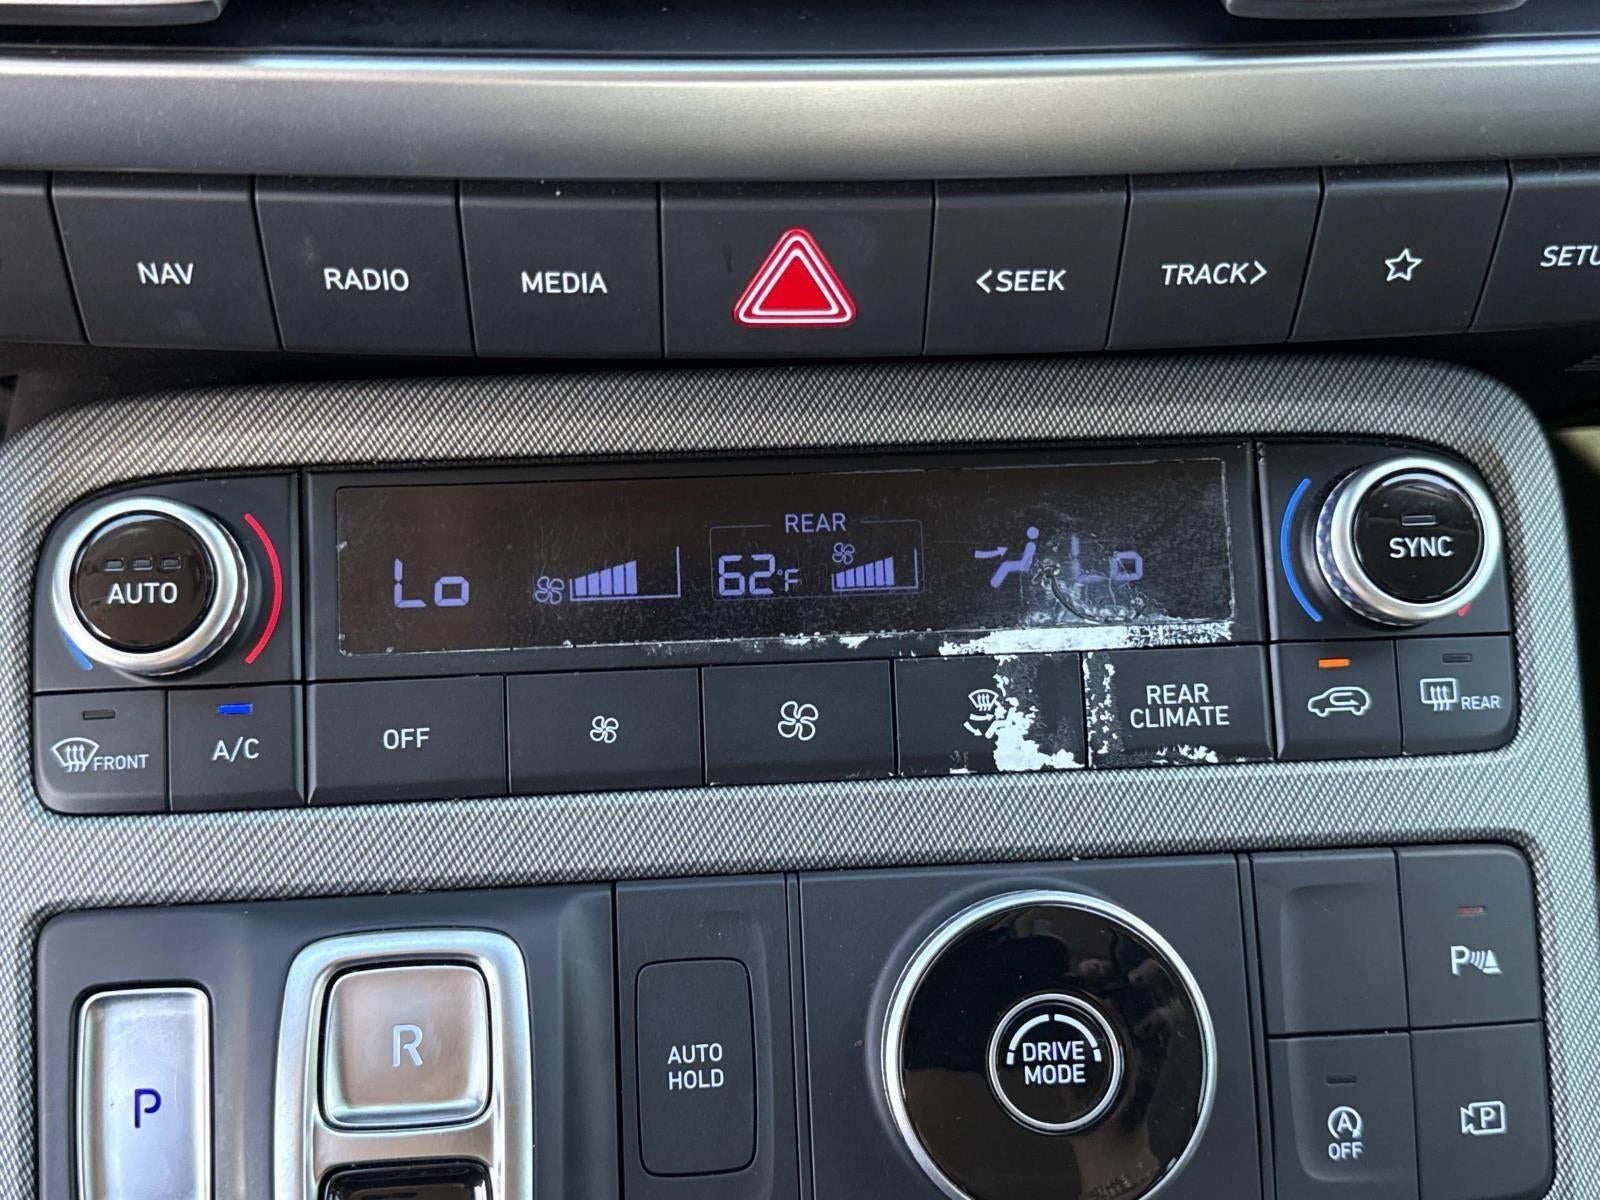 NAV
RADIO
MEDIA
<SEEK
TRACK>
SETU
AUTO
Lo
REAR
62°F
Lo
SYNC
FRONT
A/C
OFF
REAR
CLIMATE
REAR
P
R
AUTO
HOLD
DRIVE
MODE
P
A
OFF
P